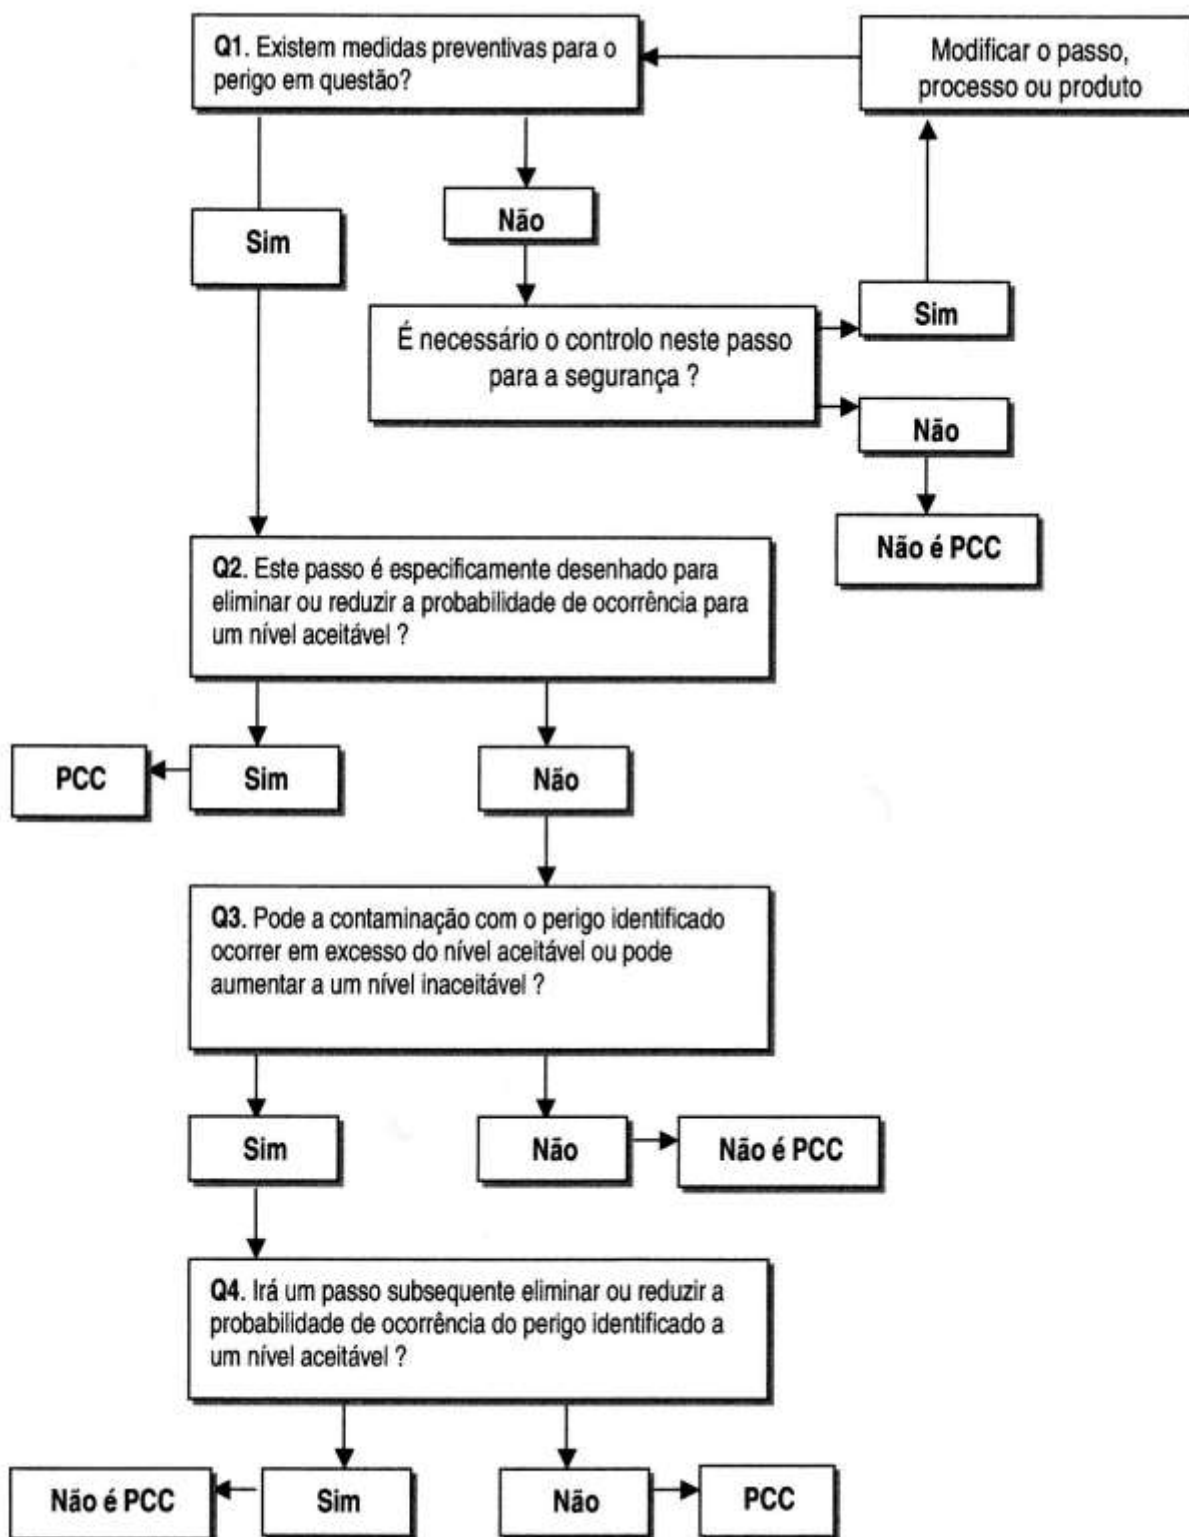 Q1. Existem medidas preventivas para o
perigo em questão?
Modificar o passo,
processo ou produto
Sim
Não
É necessário o controlo neste passo
para a segurança ?
Sim
Não
Não é PCC
Q2. Este passo é especificamente desenhado para
eliminar ou reduzir a probabilidade de ocorrência para
um nível aceitável ?
PCC
Sim
Não
Q3. Pode a contaminação com o perigo identificado
ocorrer em excesso do nível aceitável ou pode
aumentar a um nível inaceitável ?
Sim
Não
Não é PCC
Q4. Irá um passo subsequente eliminar ou reduzir a
probabilidade de ocorrência do perigo identificado a
um nível aceitável ?
Não é PCC
Sim
Não
PCC